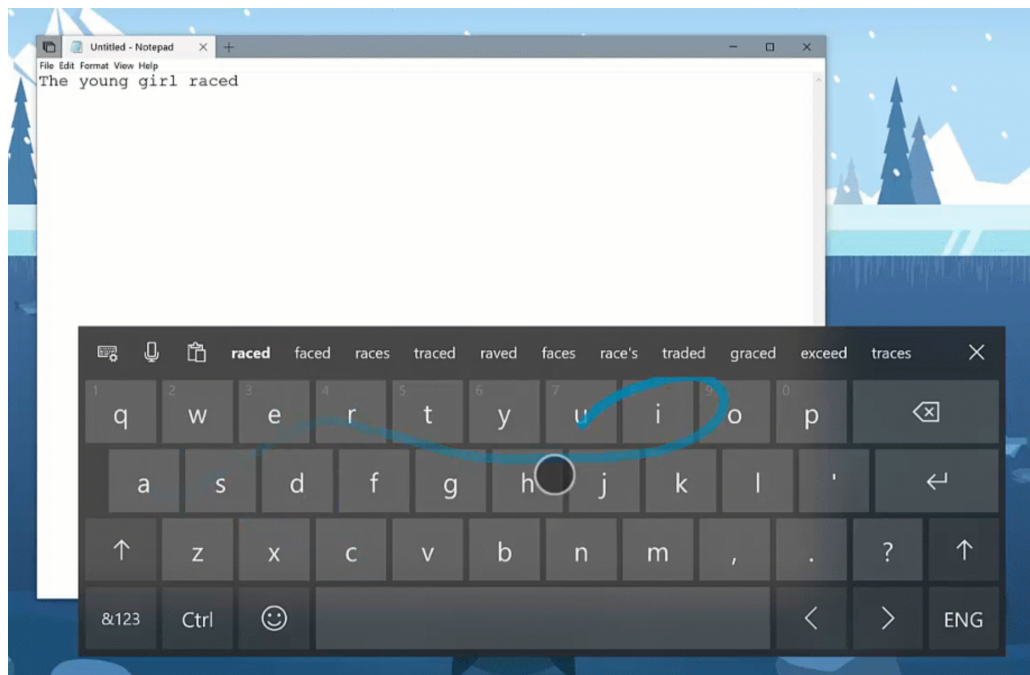 Untitled - Notepad
File Edit Format View Help
The young girl raced
raced faced races traced raved faces race's traded graced exceed traces
1 2 3 4 5 6 7 9 0
q w e r t y u i o p
a s d f g h j k l '
z x c v b n m , . ?
&123 Ctrl ENG